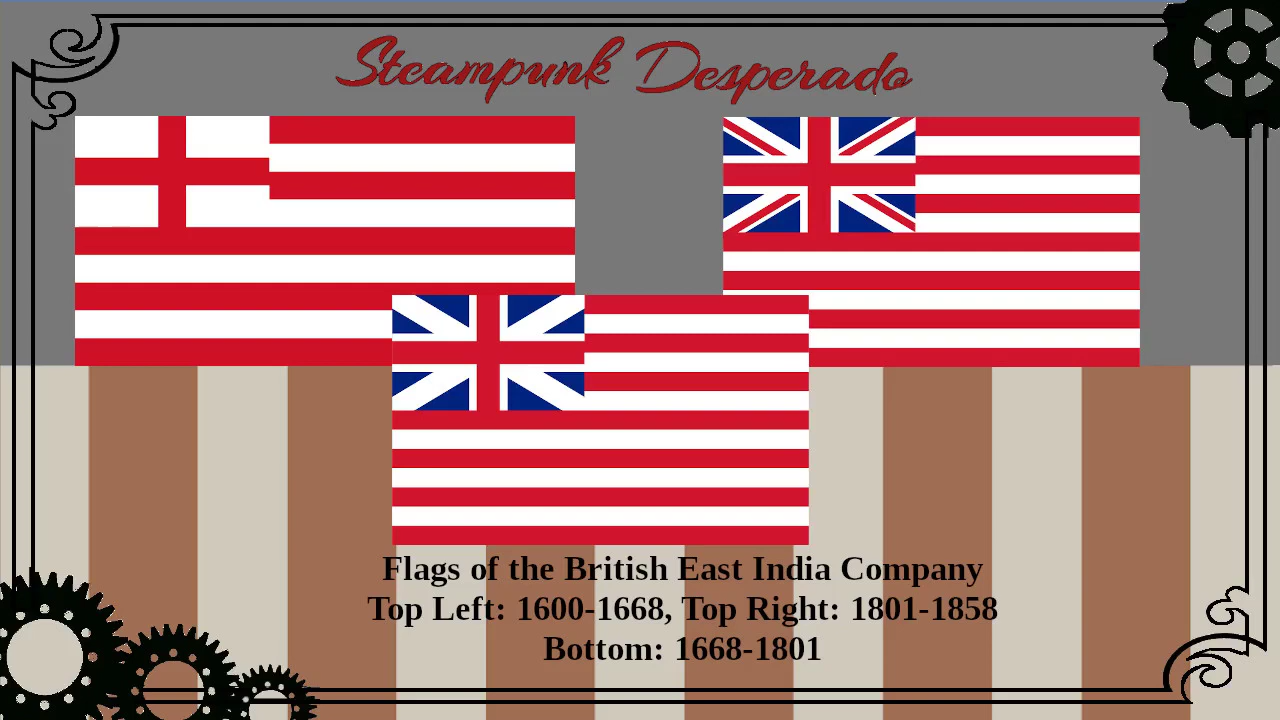 Steampunk Desperado
Flags of the British East India Company
Top Left: 1600-1668, Top Right: 1801-1858
Bottom: 1668-1801